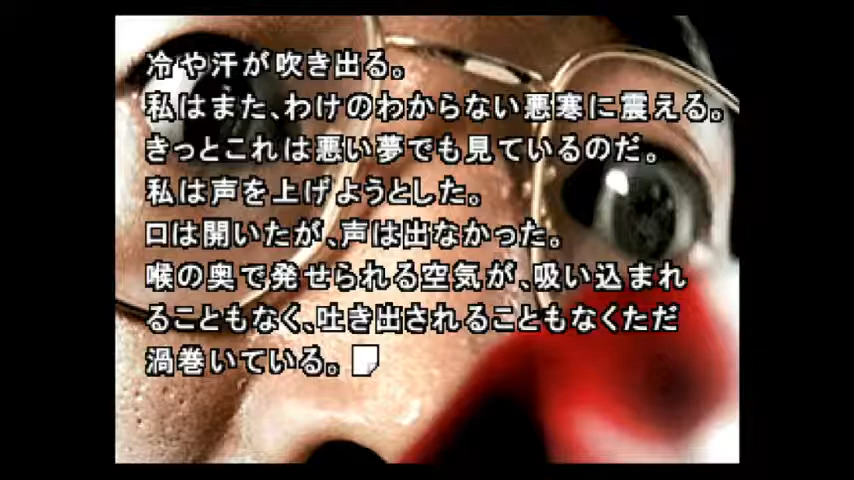 冷や汗が吹き出る。
私はまた、わけのわからない悪寒に震える。
きっとこれは悪い夢でも見ているのだ。
私は声を上げようとした。
口は開いたが、声は出なかった。
喉の奥で発せられる空気が、吸い込まれ
ることもなく、吐き出されることもなくただ
渦巻いている。